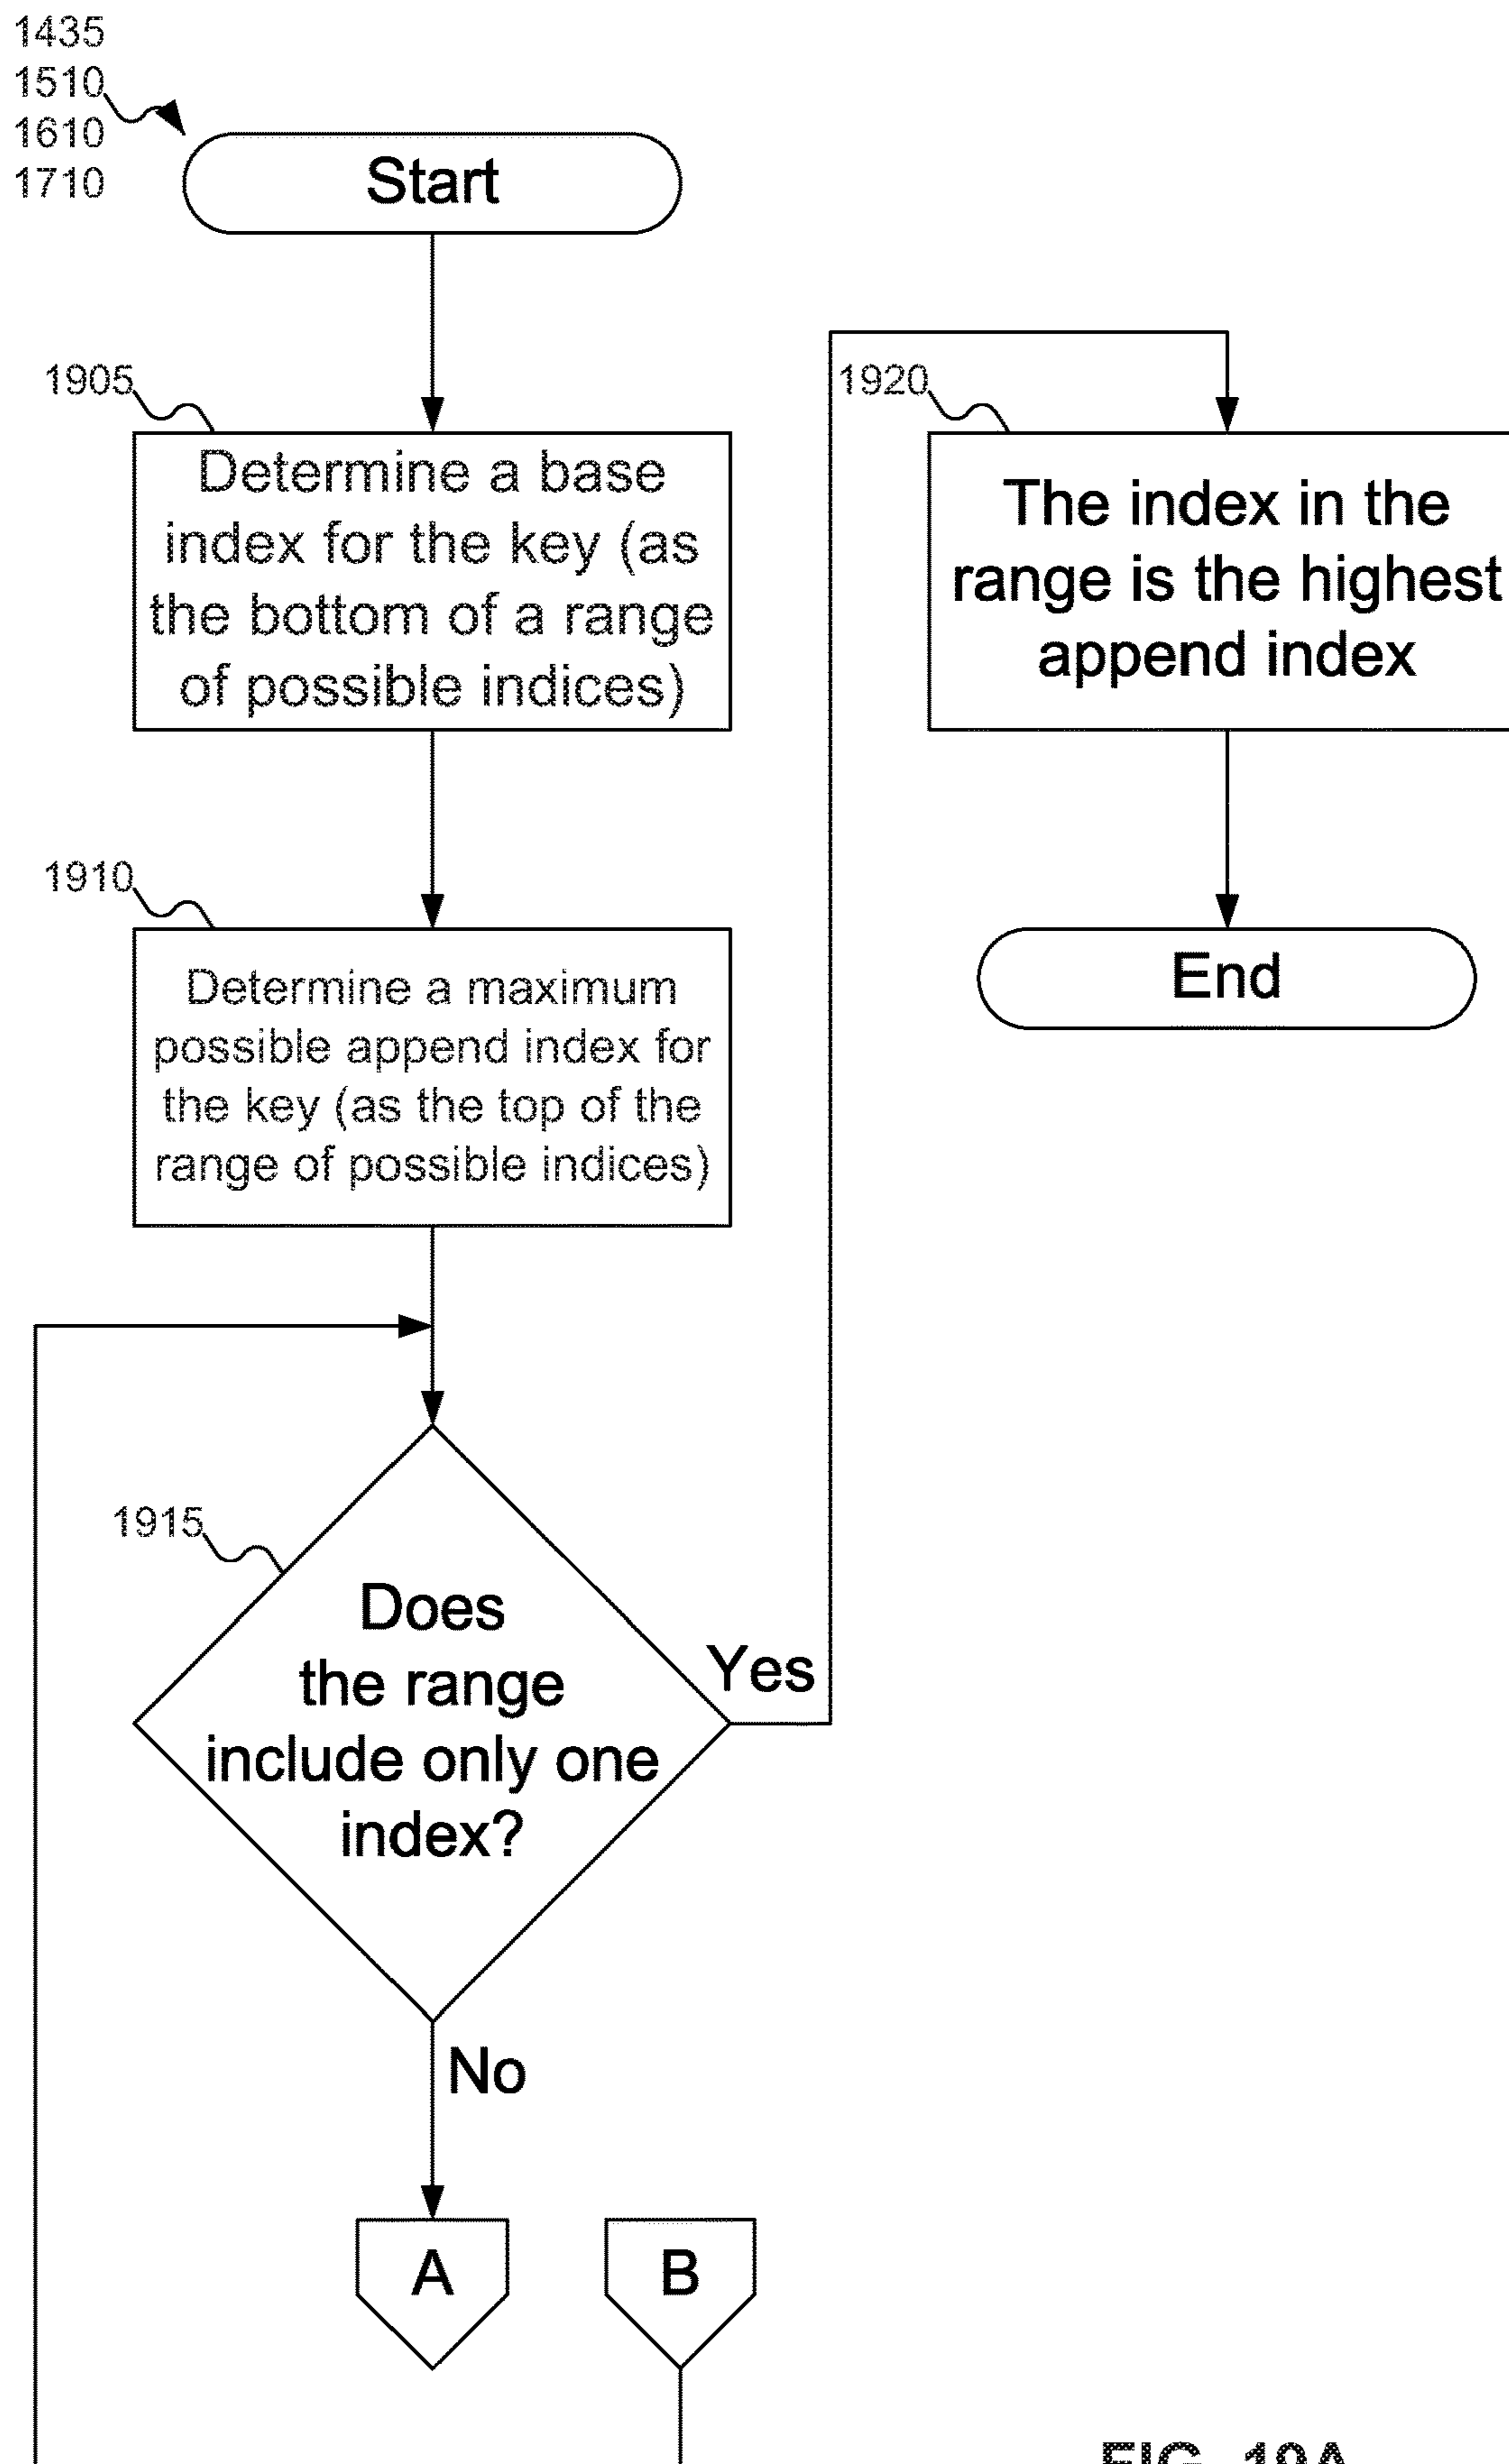 1435
1510
1610
1710
Start
1905
Determine a base
index for the key (as
the bottom of a range
of possible indices)
1910
Determine a maximum
possible append index for
the key (as the top of the
range of possible indices)
1915
Does
the range
include only one
index?
Yes
No
A
B
1920
The index in the
range is the highest
append index
End
FIG. 19A